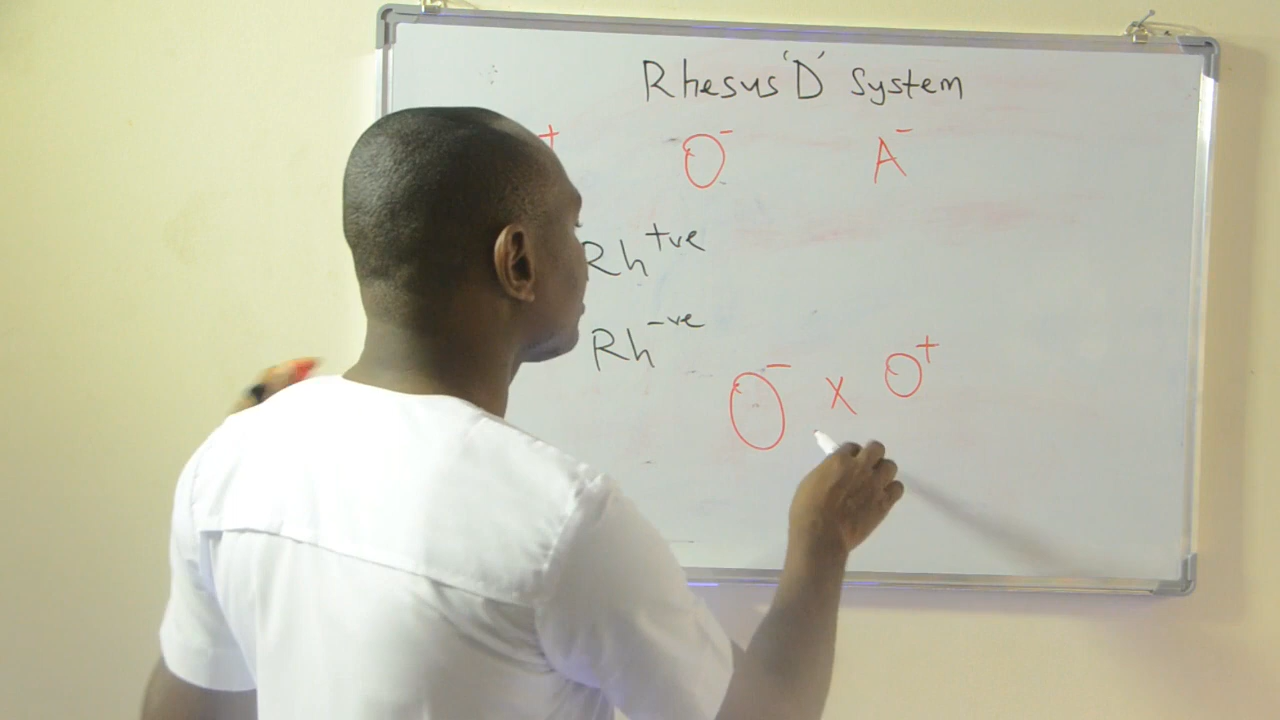 Rhesus 'D' System
+ O⁻ A⁻
Rh⁺ᵛᵉ
Rh⁻ᵛᵉ
O⁻ X O⁺